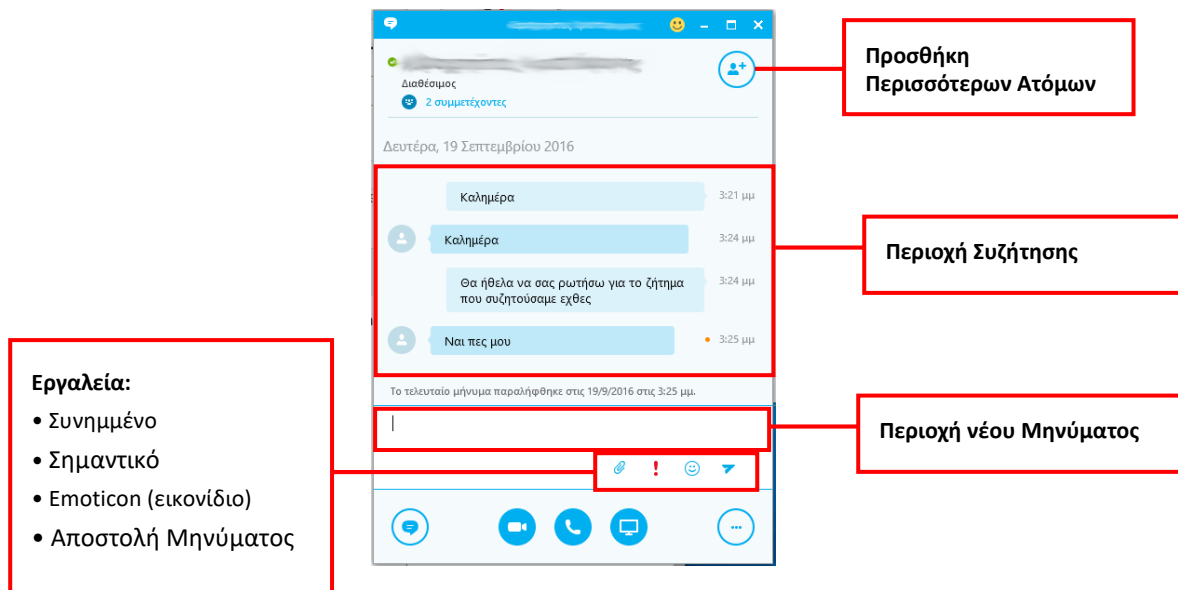 Διαθέσιμος
2 συμμετέχοντες
Δευτέρα, 19 Σεπτεμβρίου 2016
Καλημέρα
3:21 μμ
Καλημέρα
3:24 μμ
Θα ήθελα να σας ρωτήσω για το ζήτημα
που συζητούσαμε εχθες
3:24 μμ
Ναι πες μου
3:25 μμ
Το τελευταίο μήνυμα παραλήφθηκε στις 19/9/2016 στις 3:25 μμ.
Προσθήκη
Περισσότερων Ατόμων
Περιοχή Συζήτησης
Περιοχή νέου Μηνύματος
Εργαλεία:
• Συνημμένο
• Σημαντικό
• Emoticon (εικονίδιο)
• Αποστολή Μηνύματος